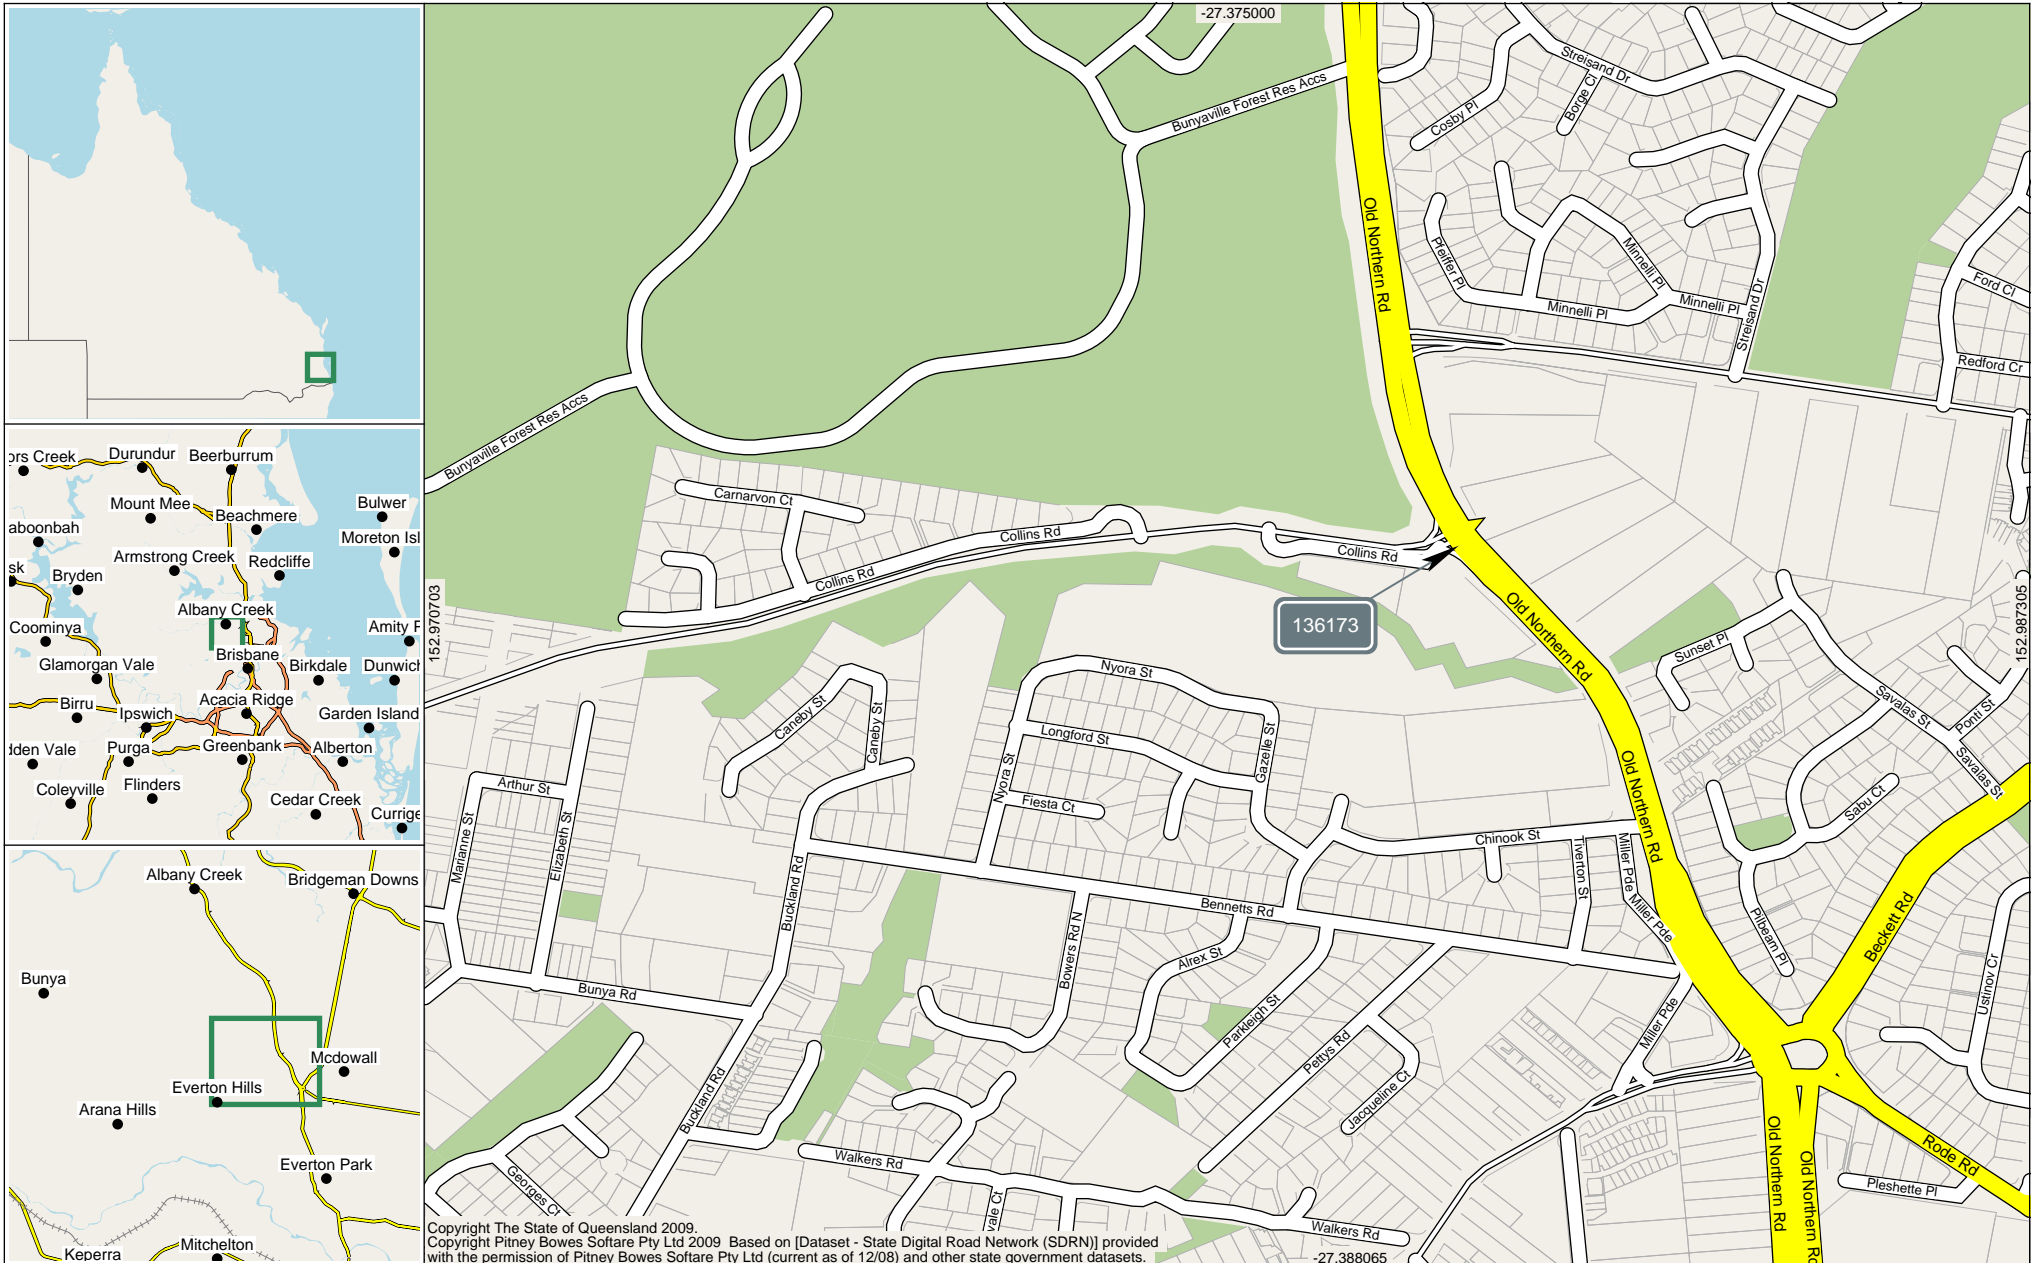 ors Creek
Durundur
Beerburrum
Mount Mee
Beachmere
Bulwer
aboonbah
Moreton Isl
Armstrong Creek
Redcliffe
sk
Bryden
Albany Creek
Coominya
Amity P
Brisbane
Glamorgan Vale
Birkdale
Dunwich
Acacia Ridge
Birru
Ipswich
Garden Island
dden Vale
Purga
Greenbank
Alberton
Coleyville
Flinders
Cedar Creek
Currige
Albany Creek
Bridgeman Downs
Bunya
Mcdowall
Everton Hills
Arana Hills
Everton Park
Mitchelton
Keperra
-27.375000
152.970703
152.987305
-27.388065
Bunyaville Forest Res Accs
Bunyaville Forest Res Accs
Streisand Dr
Borge Cl
Cosby Pl
Old Northern Rd
Pfeiffer Pl
Minnelli Pl
Minnelli Pl
Minnelli Pl
Streisand Dr
Ford Cl
Redford Cr
Carnarvon Ct
Collins Rd
Collins Rd
Collins Rd
136173
Old Northern Rd
Sunset Pl
Savalas St
Ponti St
Savalas St
Sabu Ct
Nyora St
Caneby St
Caneby St
Longford St
Gazelle St
Nyora St
Fiesta Ct
Arthur St
Marianne St
Elizabeth St
Old Northern Rd
Chinook St
Tiverton St
Miller Pde
Miller Pde
Buckland Rd
Bennetts Rd
Bowers Rd N
Alrex St
Pilbeam Pl
Beckett Rd
Ustinov Cr
Bunya Rd
Parkleigh St
Pettys Rd
Miller Pde
Jacqueline Ct
Buckland Rd
Walkers Rd
Georges Ct
vale Ct
Walkers Rd
Old Northern Rd
Old Northern Rd
Rode Rd
Pleshette Pl
Copyright The State of Queensland 2009.
Copyright Pitney Bowes Softare Pty Ltd 2009  Based on [Dataset - State Digital Road Network (SDRN)] provided
with the permission of Pitney Bowes Softare Pty Ltd (current as of 12/08) and other state government datasets.